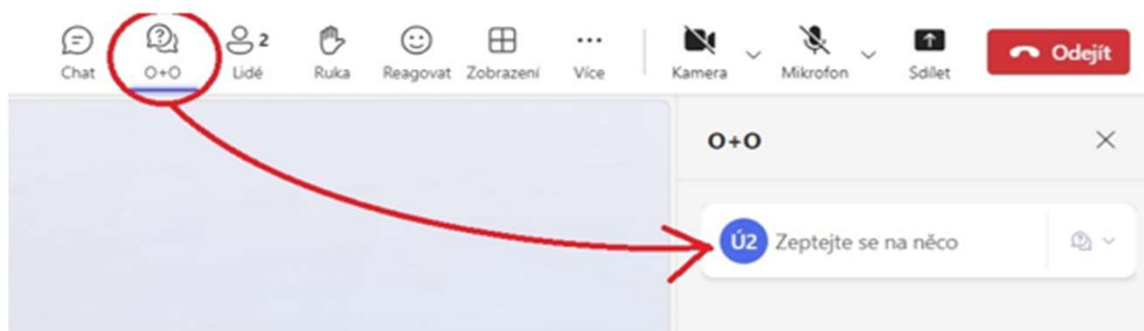 2
Chat O+O Lidé Ruka Reagovat Zobrazení Více Kamera Mikrofon Sdílet Odejít
O+O
Ú2 Zeptejte se na něco